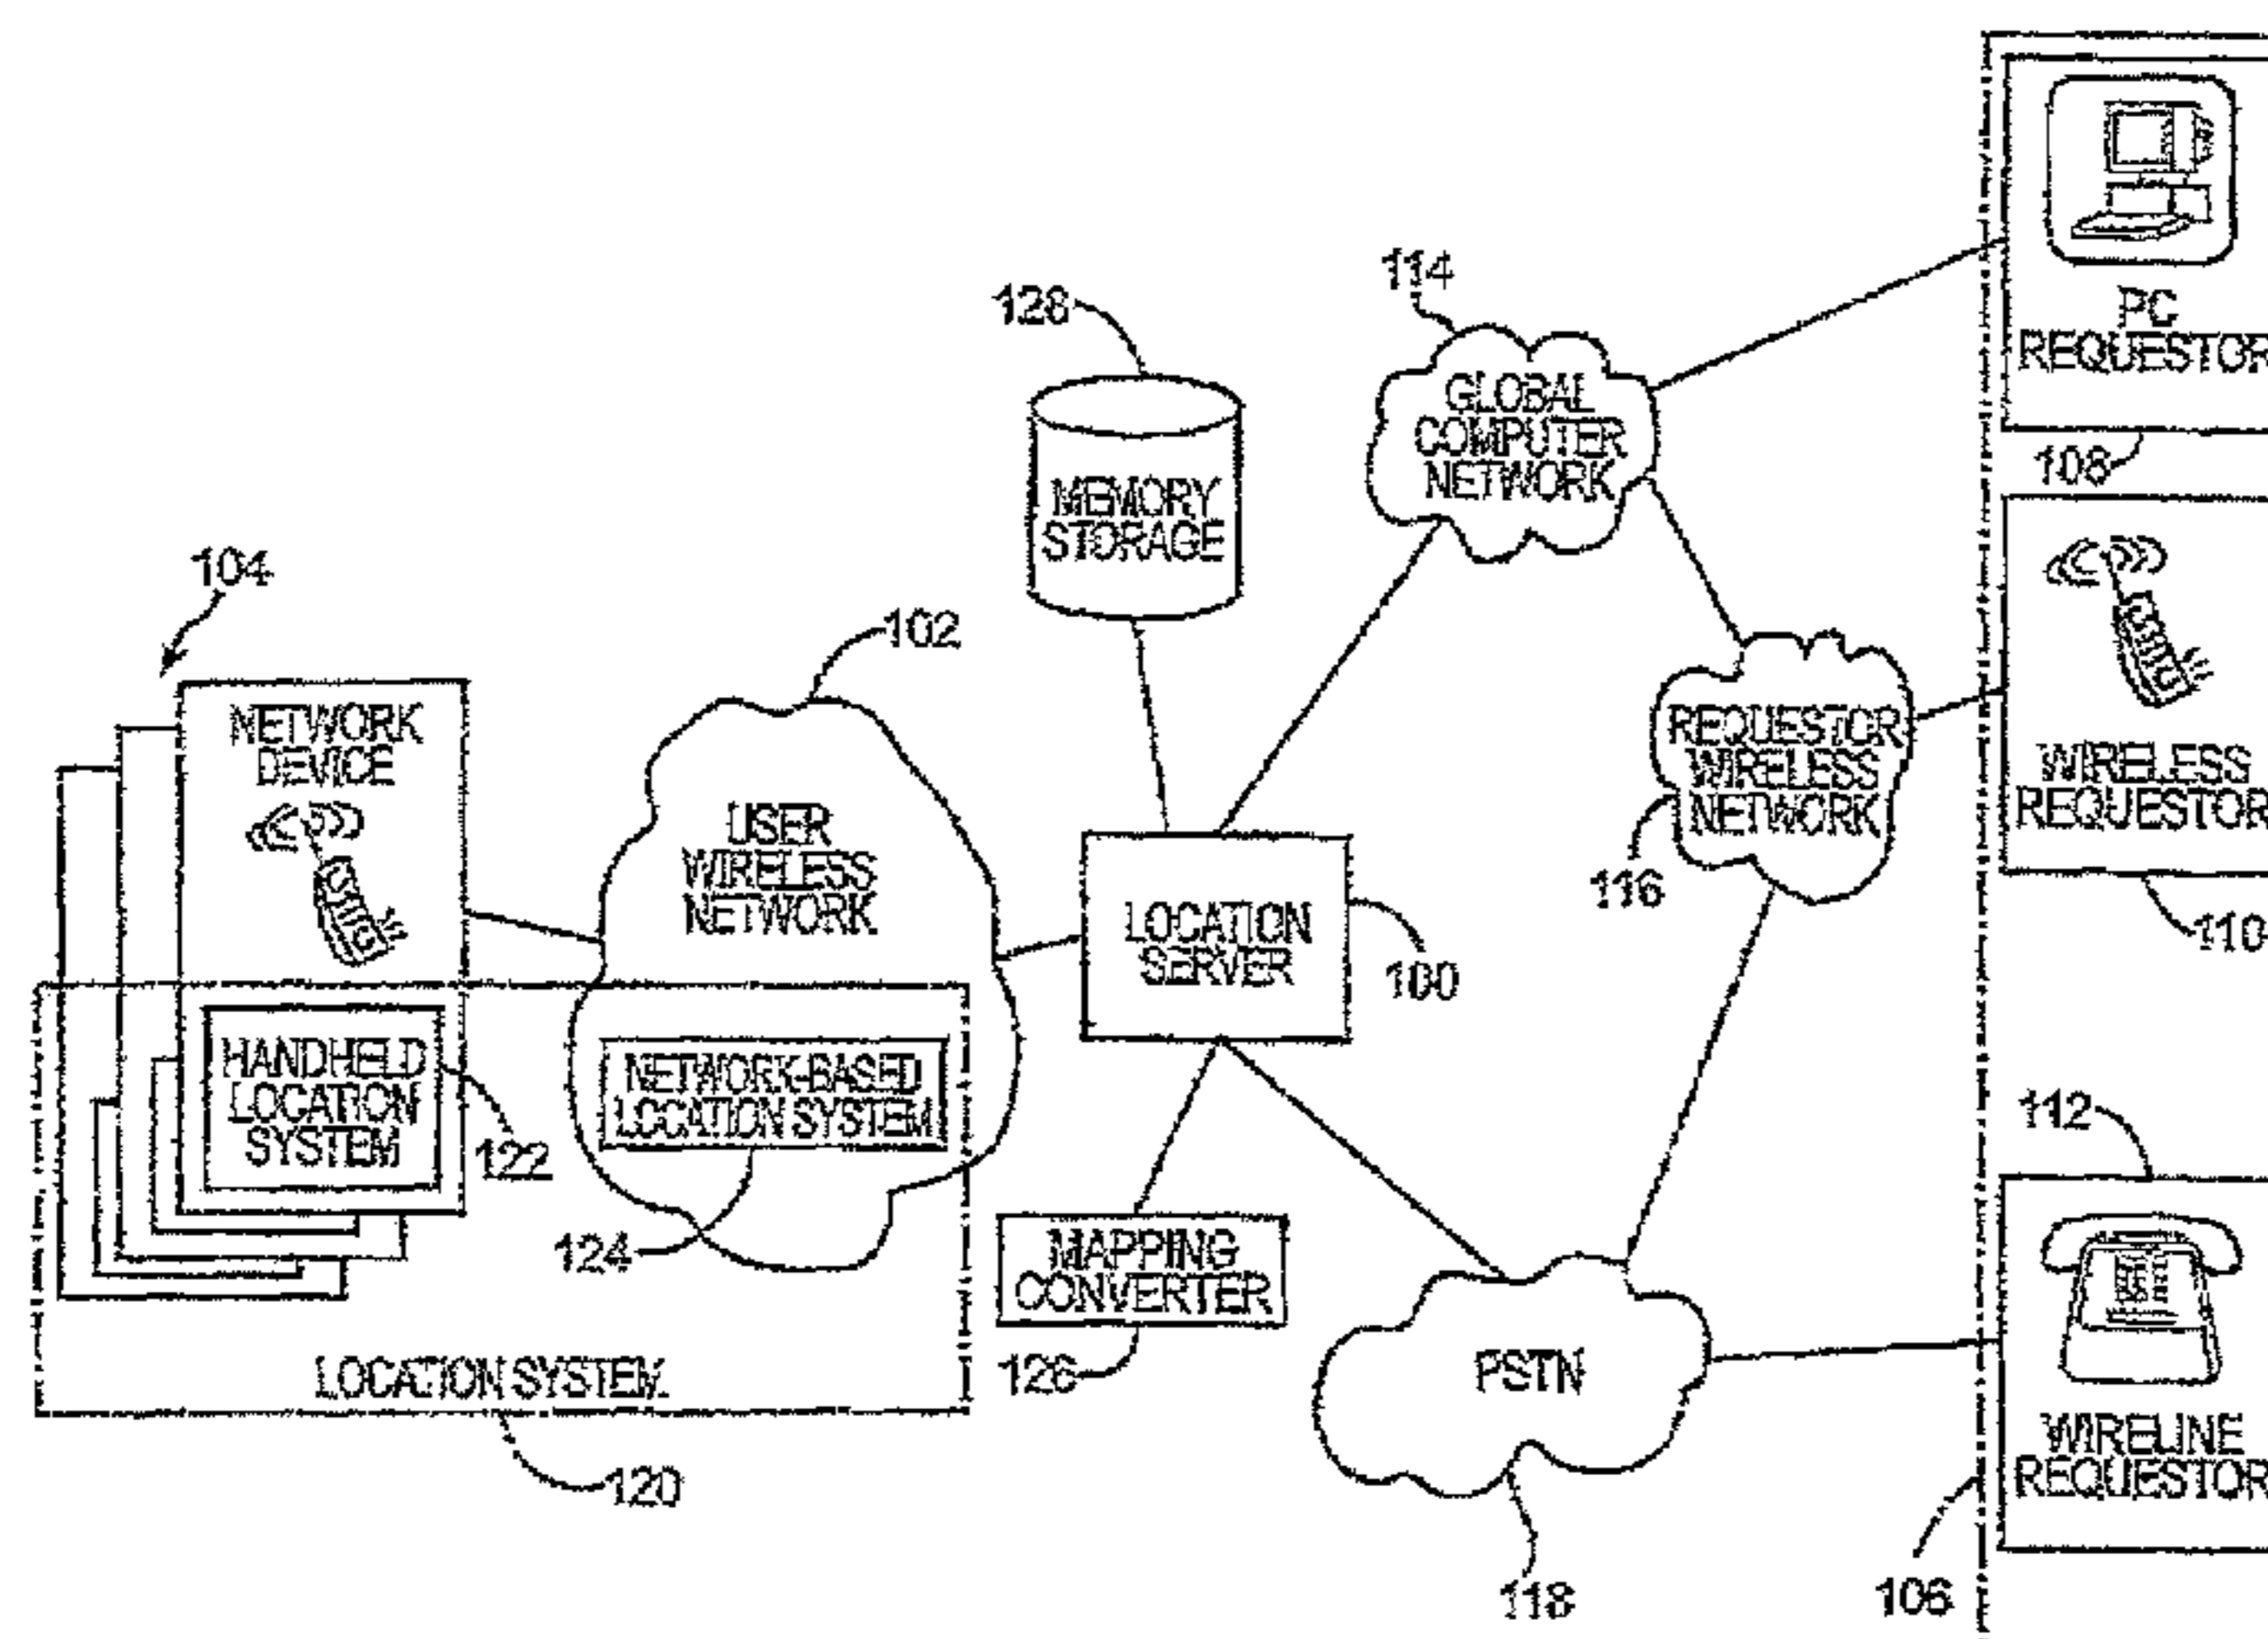 114
128
PC
REQUESTOR
108
GLOBAL
COMPUTER
NETWORK
MEMORY
STORAGE
104
102
NETWORK
DEVICE
USER
WIRELESS
NETWORK
REQUESTOR
WIRELESS
NETWORK
116
WIRELESS
REQUESTOR
110
LOCATION
SERVER
100
HANDHELD
LOCATION
SYSTEM
122
NETWORK-BASED
LOCATION SYSTEM
124
112
MAPPING
CONVERTER
126
PSTN
118
LOCATION SYSTEM
120
WIRELINE
REQUESTOR
106